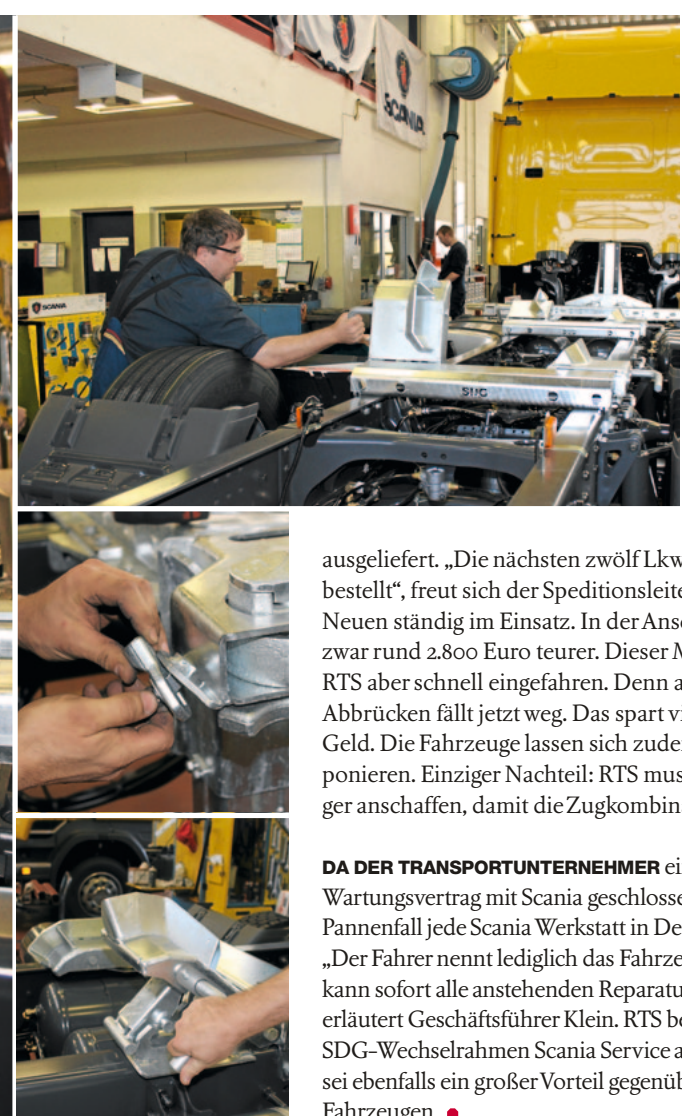 SCANIA
SCANIA
SDG
ausgeliefert. „Die nächsten zwölf Lkw
bestellt“, freut sich der Speditionsleite
Neuen ständig im Einsatz. In der Ansc
zwar rund 2.800 Euro teurer. Dieser M
RTS aber schnell eingefahren. Denn a
Abbrücken fällt jetzt weg. Das spart vi
Geld. Die Fahrzeuge lassen sich zude
ponieren. Einziger Nachteil: RTS mus
ger anschaffen, damit die Zugkombin
DA DER TRANSPORTUNTERNEHMER ei
Wartungsvertrag mit Scania geschlosse
Pannenfall jede Scania Werkstatt in De
„Der Fahrer nennt lediglich das Fahrze
kann sofort alle anstehenden Reparatu
erläutert Geschäftsführer Klein. RTS be
SDG-Wechselrahmen Scania Service a
sei ebenfalls ein großer Vorteil gegenüb
Fahrzeugen.